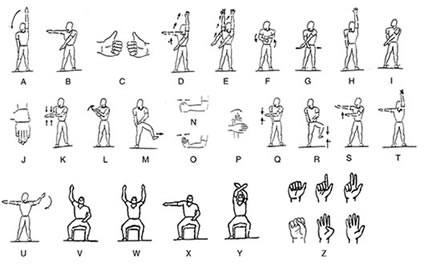 A B C D E F G H I
J K L M N O P Q R S T
U V W X Y Z